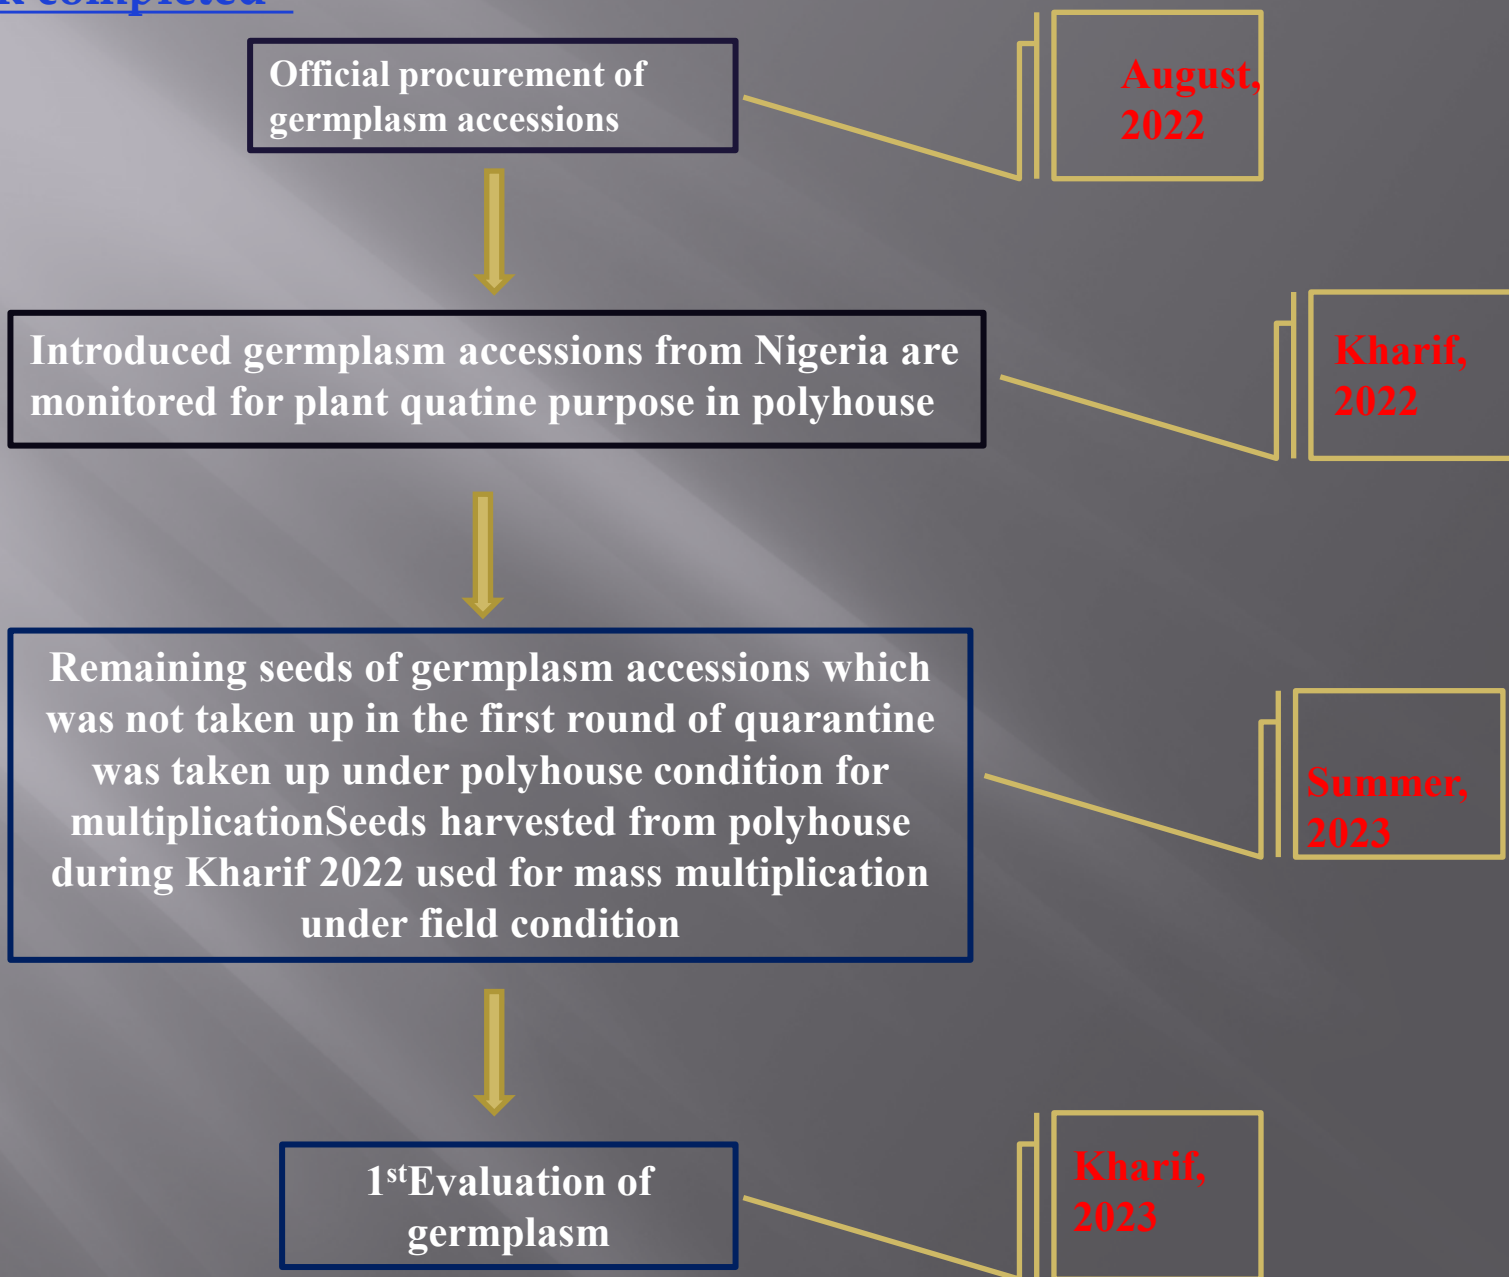 completed
Official procurement of
germplasm accessions
August,
2022
Introduced germplasm accessions from Nigeria are
monitored for plant quatine purpose in polyhouse
Kharif,
2022
Remaining seeds of germplasm accessions which
was not taken up in the first round of quarantine
was taken up under polyhouse condition for
multiplicationSeeds harvested from polyhouse
during Kharif 2022 used for mass multiplication
under field condition
Summer,
2023
1stEvaluation of
germplasm
Kharif,
2023